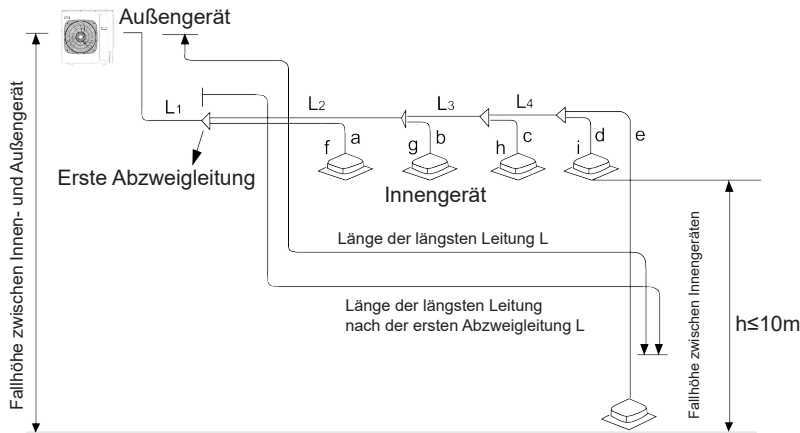 Außengerät
Fallhöhe zwischen Innen- und Außengerät
L1
L2
L3
L4
f
a
g
b
h
c
i
d
e
Erste Abzweigleitung
Innengerät
Länge der längsten Leitung L
Länge der längsten Leitung
nach der ersten Abzweigleitung L
Fallhöhe zwischen Innengeräten
h≤10m